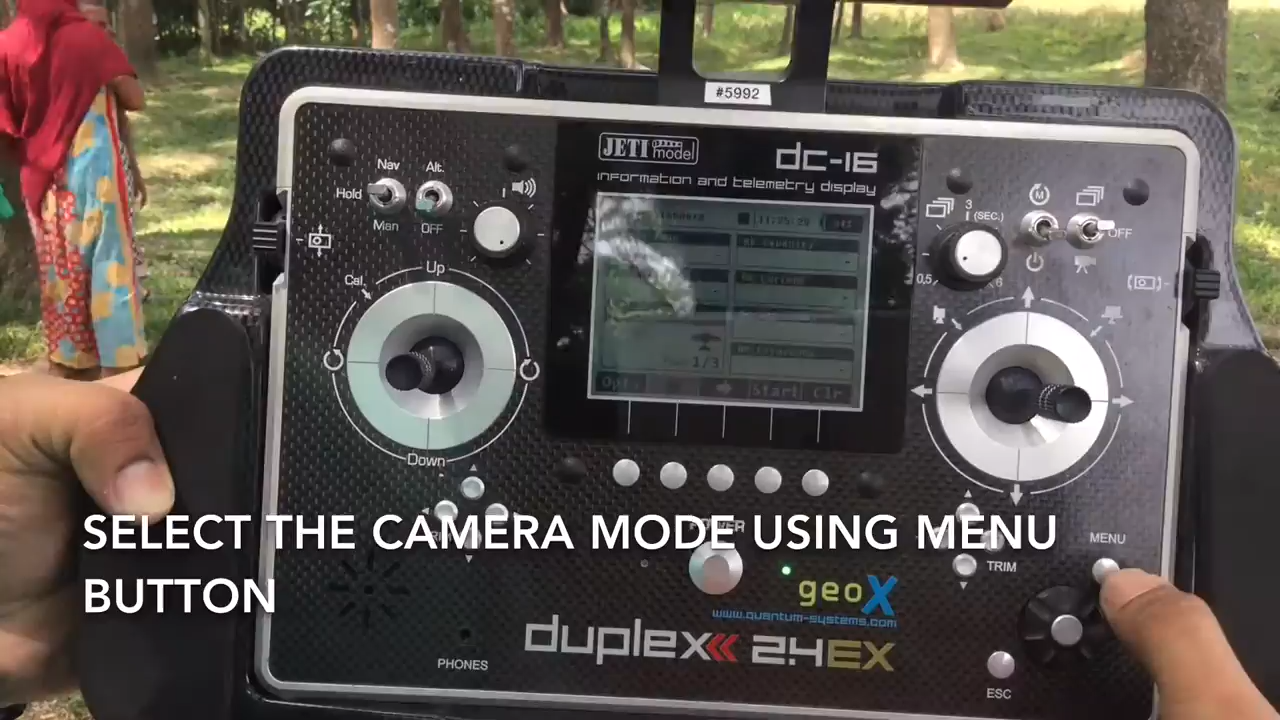 #5992
JETI model
dc-16
information and telemetry display
Nav
Alt.
Hold
Man
OFF
3
(SEC.)
M
OFF
0,5
6
Up
Cal.
1/3
Start
Clr
Down
POWER
SELECT THE CAMERA MODE USING MENU
BUTTON
MENU
TRIM
geoX
www.quantum-systems.com
duplex 2.4EX
PHONES
ESC